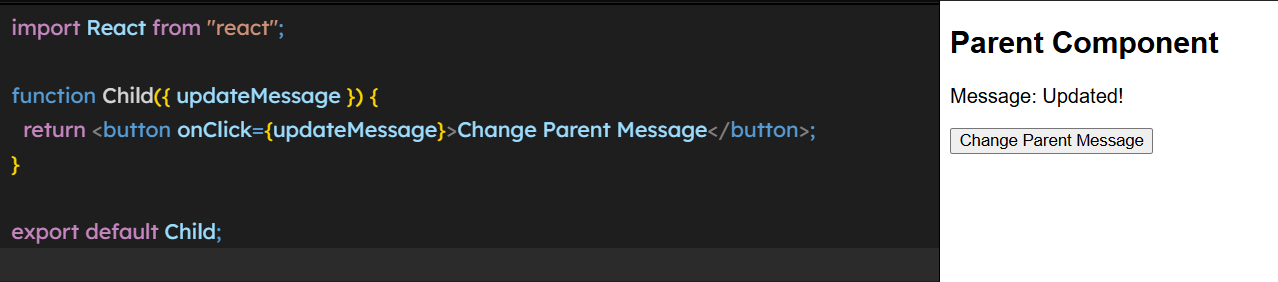 import React from "react";
function Child({ updateMessage }) {
  return <button onClick={updateMessage}>Change Parent Message</button>;
}
export default Child;
Parent Component
Message: Updated!
Change Parent Message